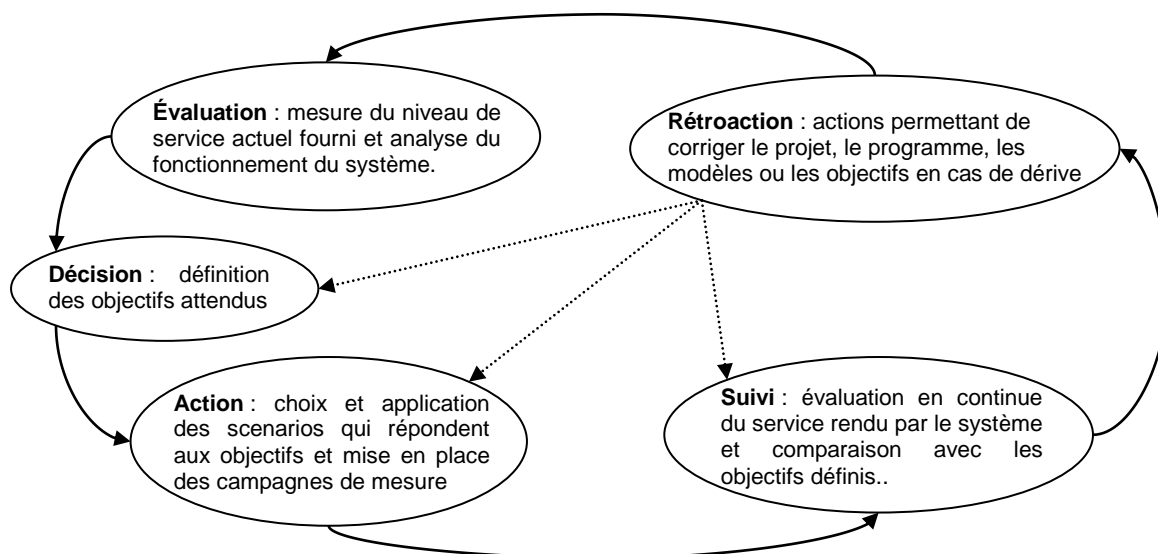 Évaluation : mesure du niveau de
service actuel fourni et analyse du
fonctionnement du système.
Rétroaction : actions permettant de
corriger le projet, le programme, les
modèles ou les objectifs en cas de dérive
Décision : définition
des objectifs attendus
Action : choix et application
des scenarios qui répondent
aux objectifs et mise en place
des campagnes de mesure
Suivi : évaluation en continue
du service rendu par le système
et comparaison avec les
objectifs définis..